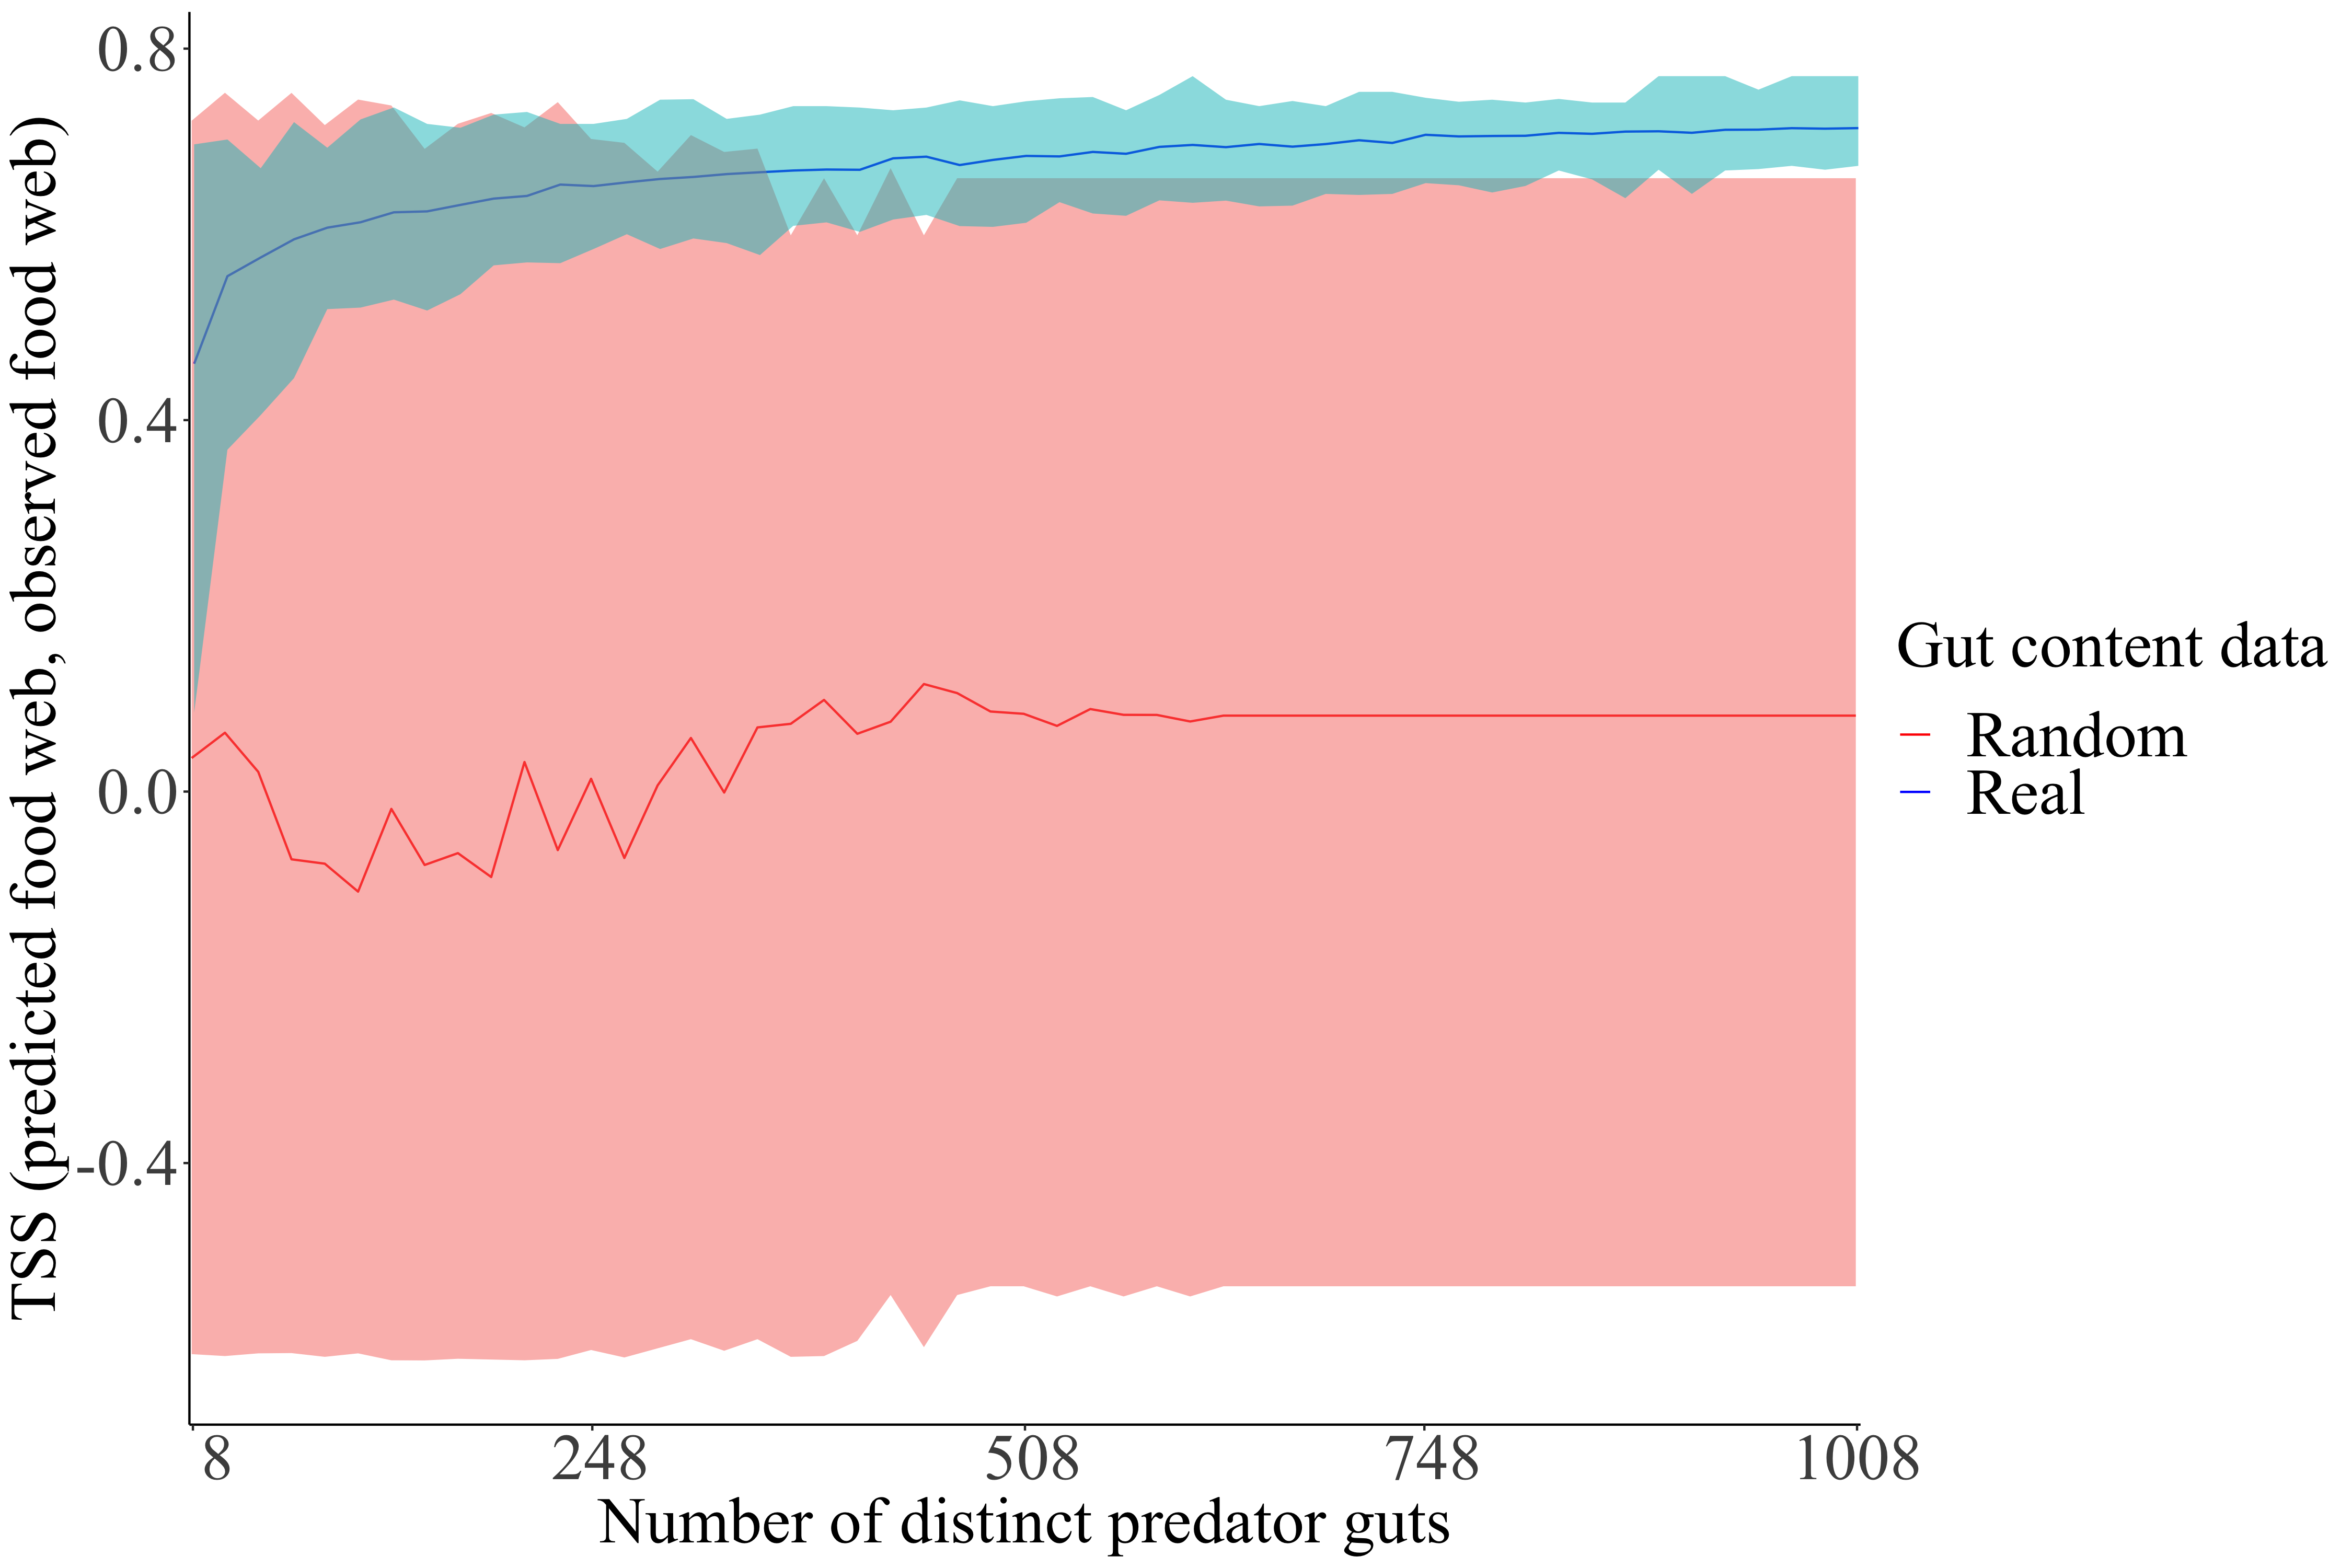 TSS (predicted food web, observed food web)
0.8
0.4
0.0
-0.4
8 248 508 748 1008
Number of distinct predator guts
Gut content data
Random
Real